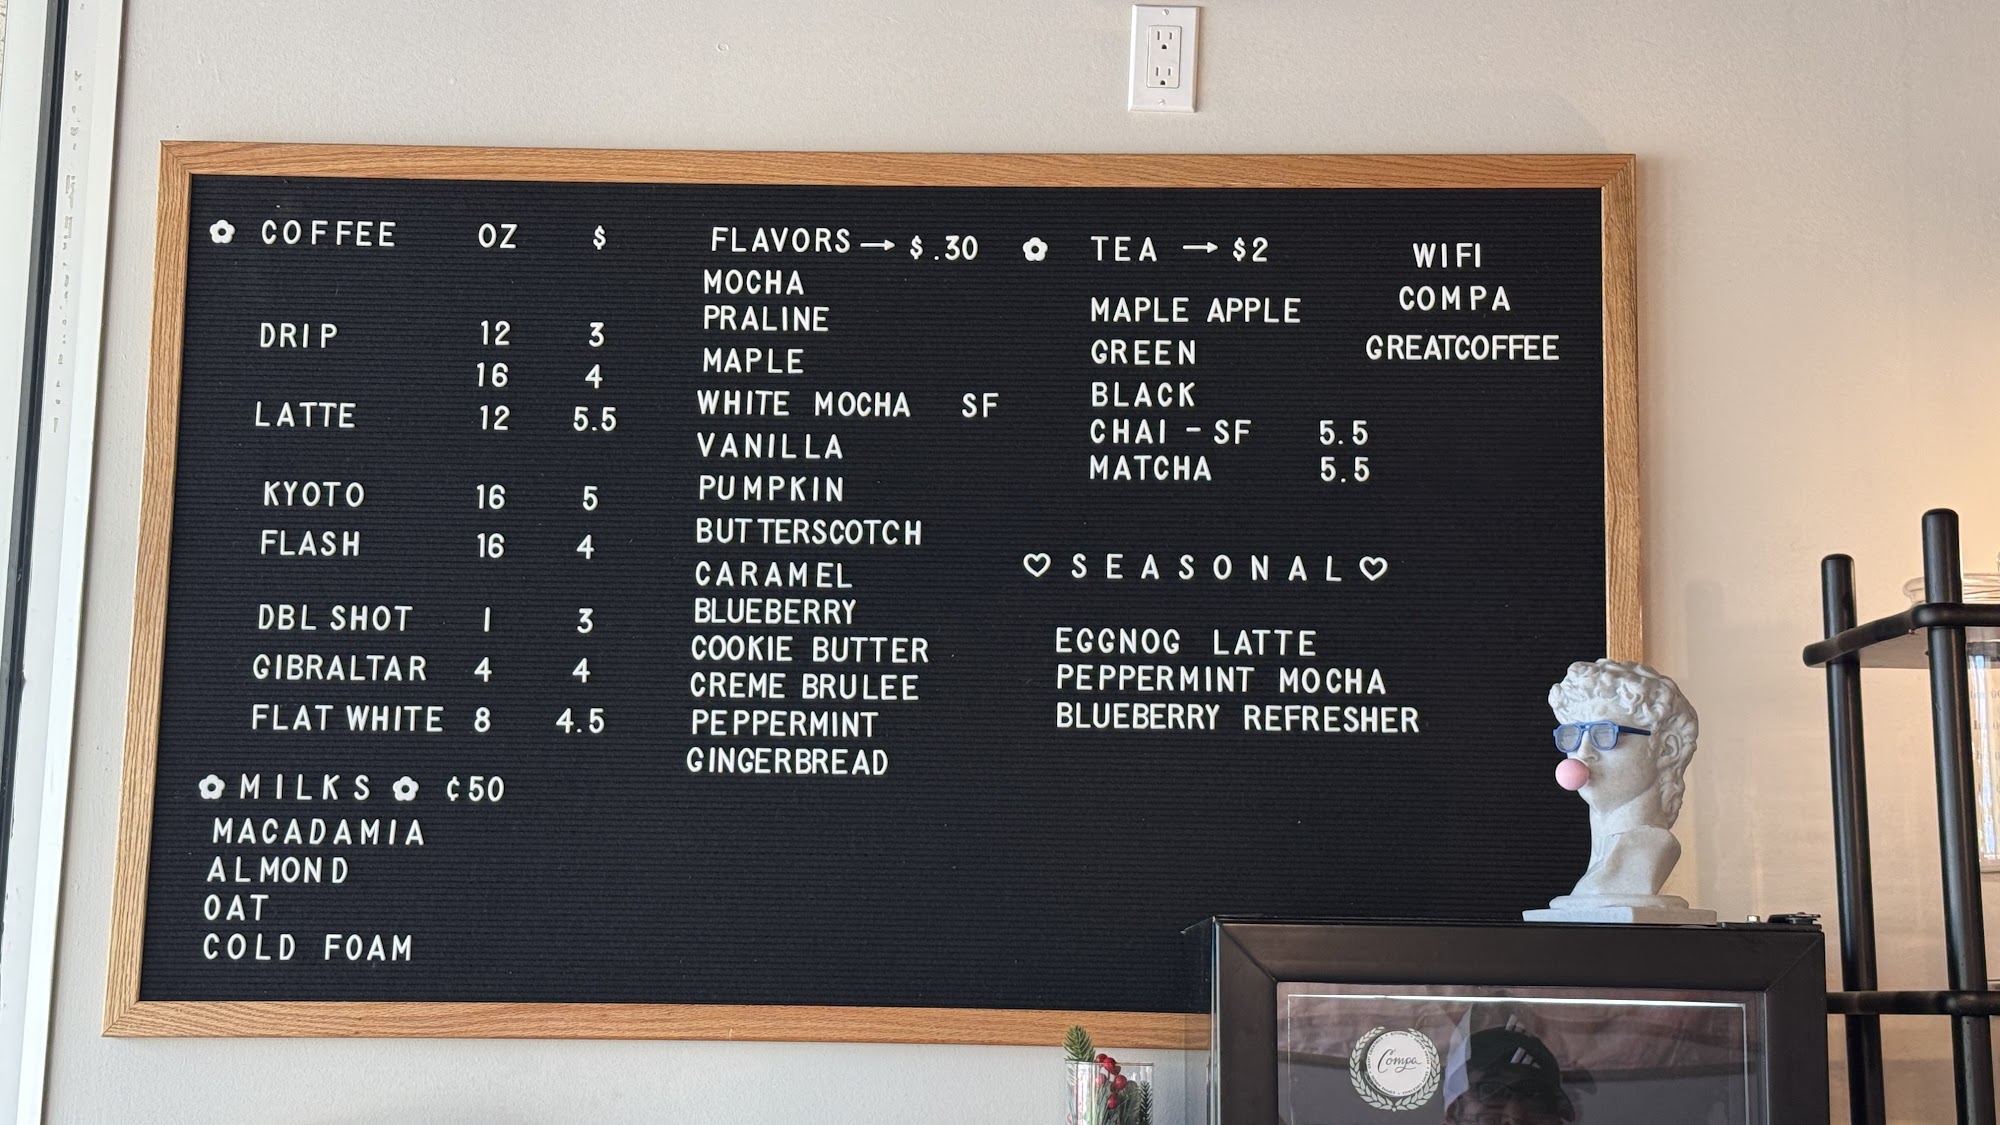 COFFEE OZ $
DRIP 12 3
16 4
LATTE 12 5.5
KYOTO 16 5
FLASH 16 4
DBL SHOT 1 3
GIBRALTAR 4 4
FLAT WHITE 8 4.5
MILKS ¢50
MACADAMIA
ALMOND
OAT
COLD FOAM
FLAVORS → $.30
MOCHA
PRALINE
MAPLE
WHITE MOCHA SF
VANILLA
PUMPKIN
BUTTERSCOTCH
CARAMEL
BLUEBERRY
COOKIE BUTTER
CREME BRULEE
PEPPERMINT
GINGERBREAD
TEA → $2
MAPLE APPLE
GREEN
BLACK
CHAI - SF 5.5
MATCHA 5.5
WIFI
COMPA
GREATCOFFEE
♡ SEASONAL ♡
EGGNOG LATTE
PEPPERMINT MOCHA
BLUEBERRY REFRESHER
Compa